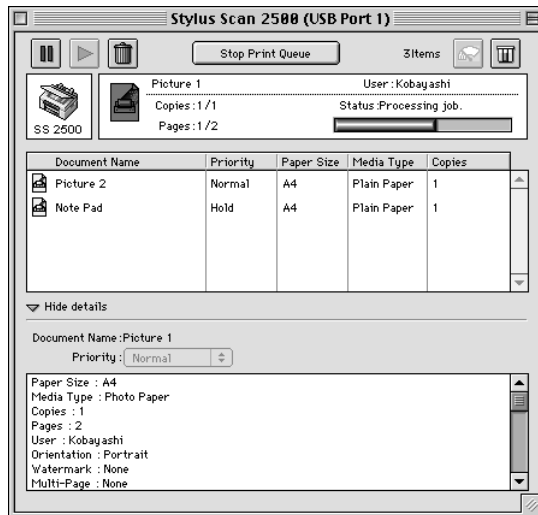 Stylus Scan 2500 (USB Port 1)
Stop Print Queue
3Items
SS 2500
Picture 1
User:Kobayashi
Copies:1/1
Status:Processing job.
Pages:1/2
Document Name Priority Paper Size Media Type Copies
Picture 2 Normal A4 Plain Paper 1
Note Pad Hold A4 Plain Paper 1
Hide details
Document Name:Picture 1
Priority: Normal
Paper Size : A4
Media Type : Photo Paper
Copies : 1
Pages : 2
User : Kobayashi
Orientation : Portrait
Watermark : None
Multi-Page : None